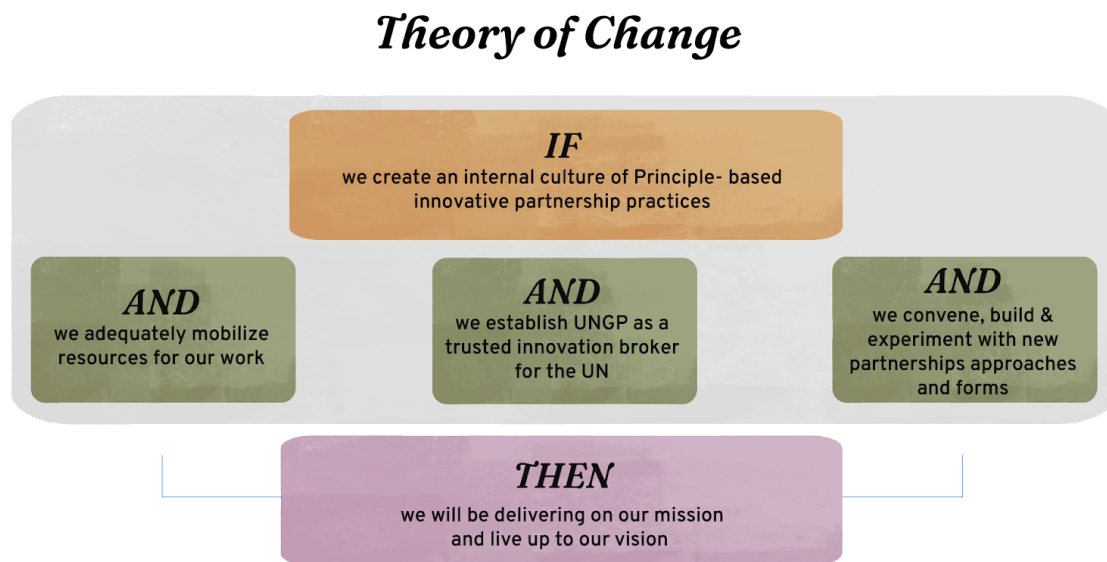 Theory of Change
IF
we create an internal culture of Principle- based
innovative partnership practices
AND
we adequately mobilize
resources for our work
AND
we establish UNGP as a
trusted innovation broker
for the UN
AND
we convene, build &
experiment with new
partnerships approaches
and forms
THEN
we will be delivering on our mission
and live up to our vision